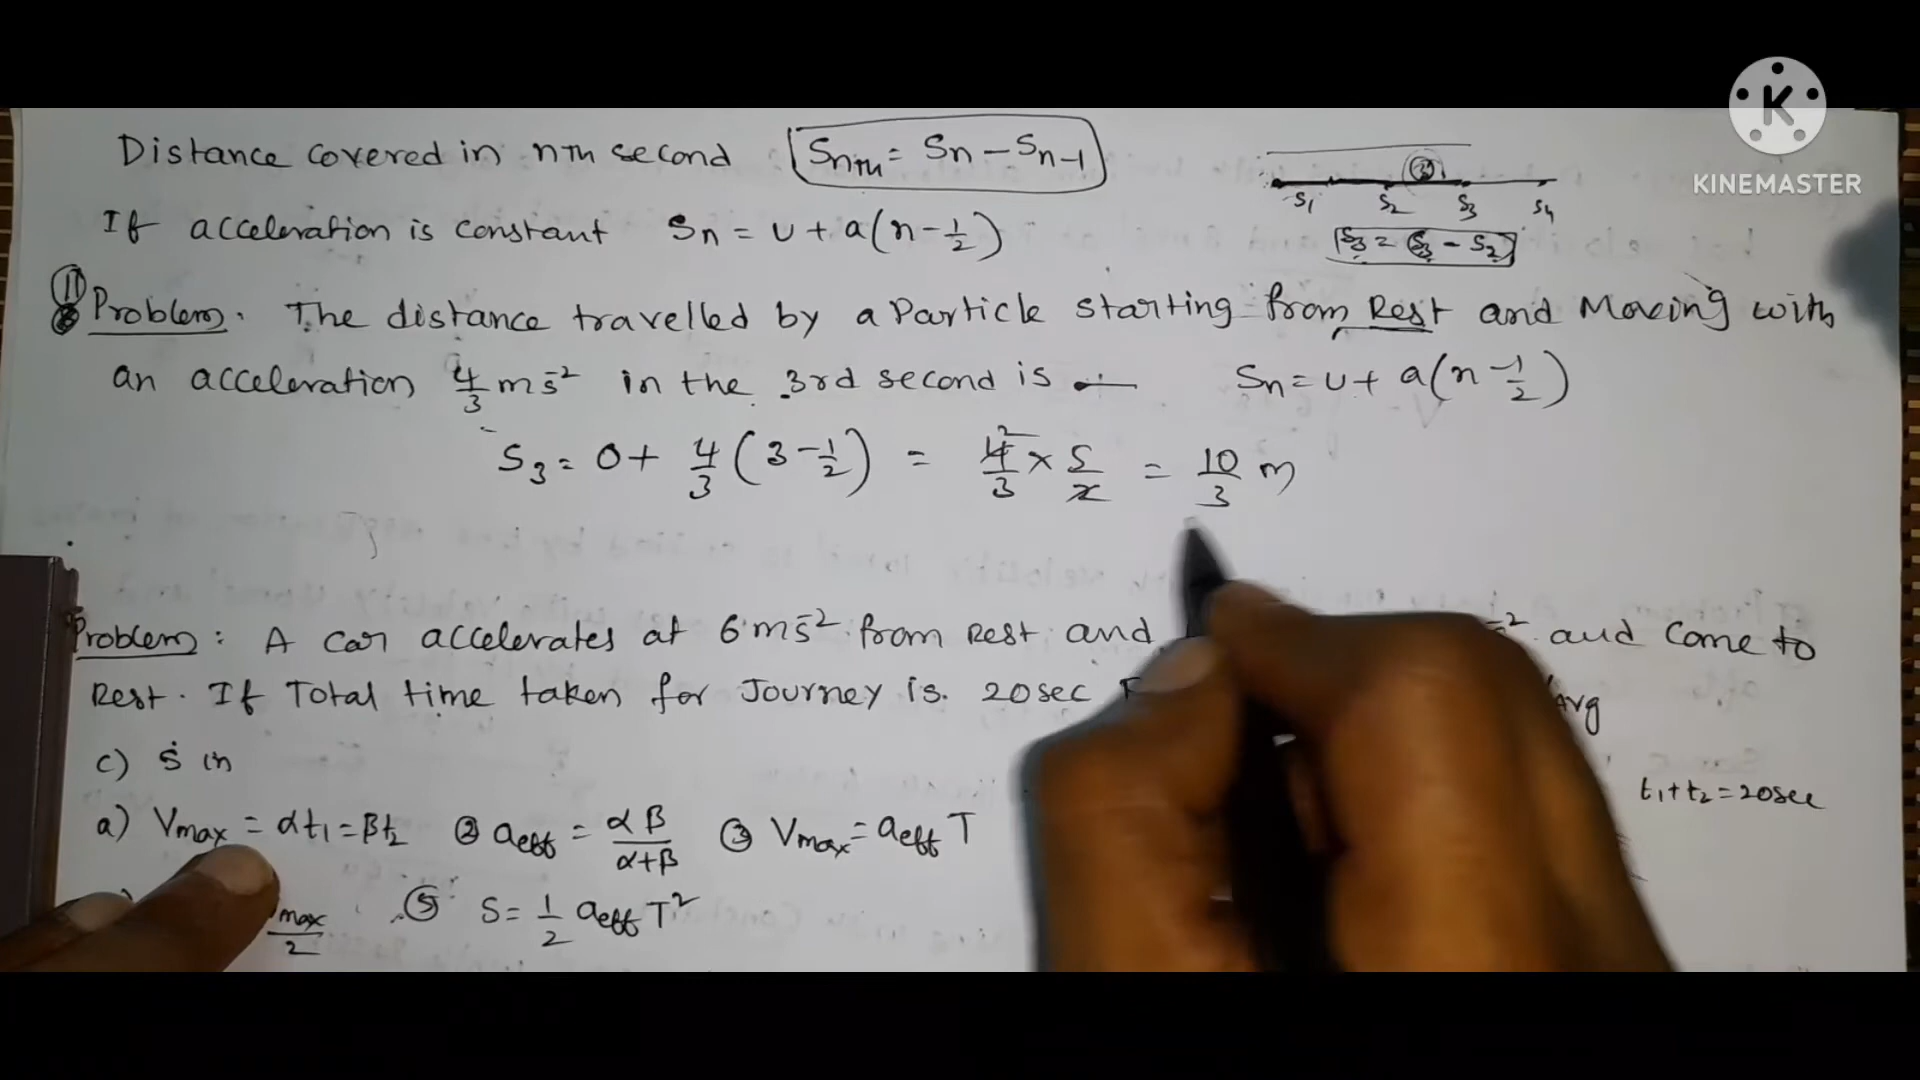 KINEMASTER
Distance covered in nth second Snth = Sn − Sn-1
S1 S2 S3 S4
If acceleration is constant Sn = u + a(n − 1/2)
S3 = S3 − S2
11 Problem. The distance travelled by a Particle starting from Rest and Moving with
an acceleration 4/3 ms⁻² in the 3rd second is — Sn = u + a(n − 1/2)
S3 = 0 + 4/3 (3 − 1/2) = 4/3 × 5/2 = 10/3 m
Problem : A car accelerates at 6 ms⁻² from Rest and and come to
Rest. If Total time taken for Journey is. 20sec Avg
c) S in
t1 + t2 = 20sec
a) Vmax = αt1 = βt2 ② aeff = αβ/α+β ③ Vmax = aeff T
max/2 ⑤ S = 1/2 aeff T²